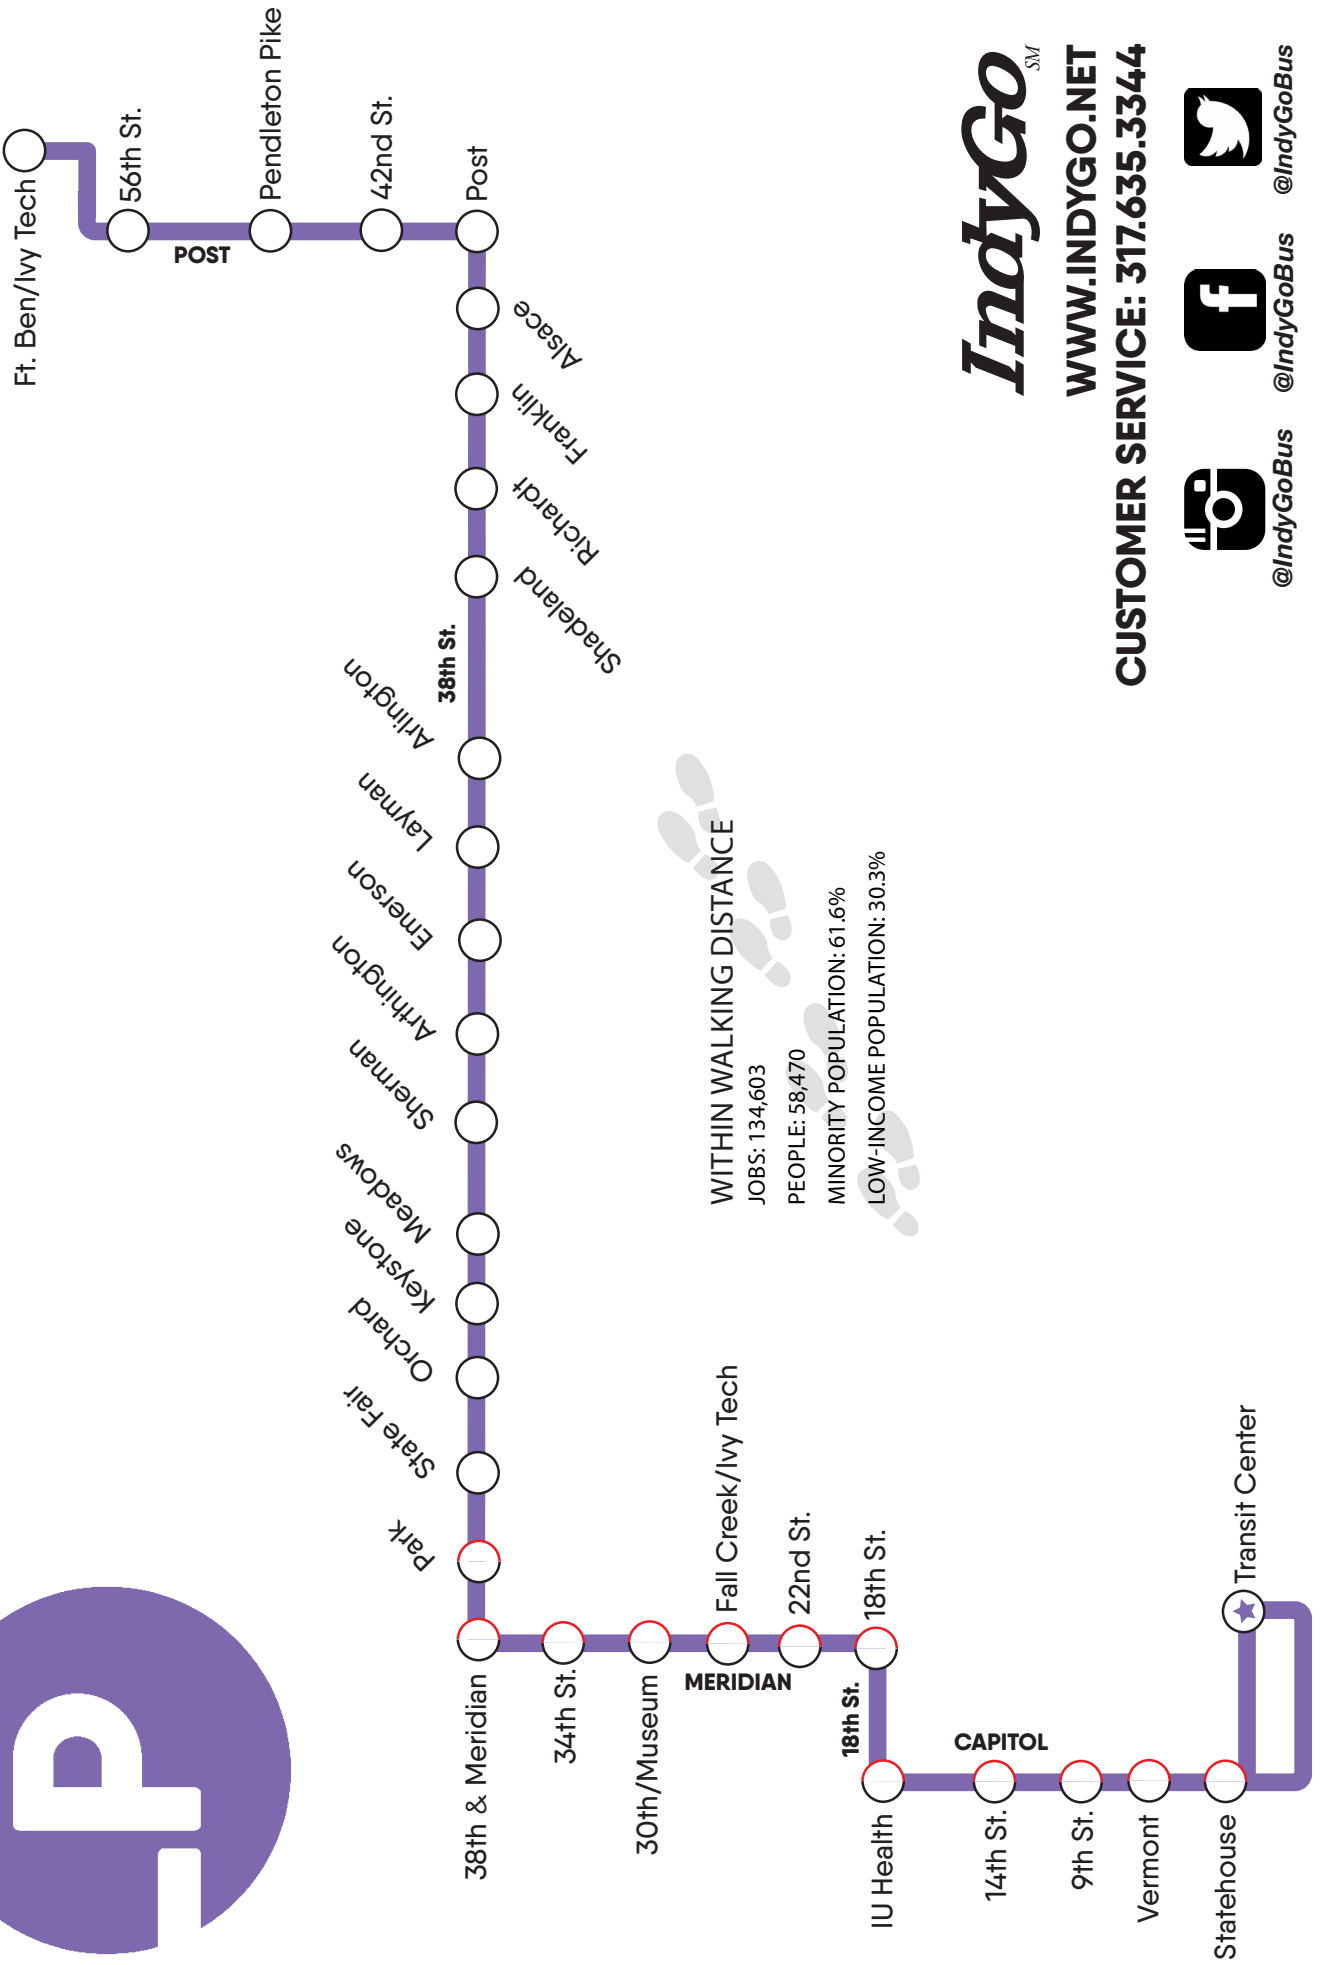 P
Ft. Ben/Ivy Tech
56th St.
Pendleton Pike
42nd St.
Post
POST
Alsace
Franklin
Richardt
Shadeland
38th St.
Arlington
Layman
Emerson
Arthington
Sherman
Meadows
Keystone
Orchard
State Fair
Park
38th & Meridian
34th St.
30th/Museum
MERIDIAN
Fall Creek/Ivy Tech
22nd St.
18th St.
18th St.
IU Health
CAPITOL
14th St.
9th St.
Vermont
Statehouse
Transit Center
WITHIN WALKING DISTANCE
JOBS: 134,603
PEOPLE: 58,470
MINORITY POPULATION: 61.6%
LOW-INCOME POPULATION: 30.3%
IndyGo SM
WWW.INDYGO.NET
CUSTOMER SERVICE: 317.635.3344
@IndyGoBus @IndyGoBus @IndyGoBus